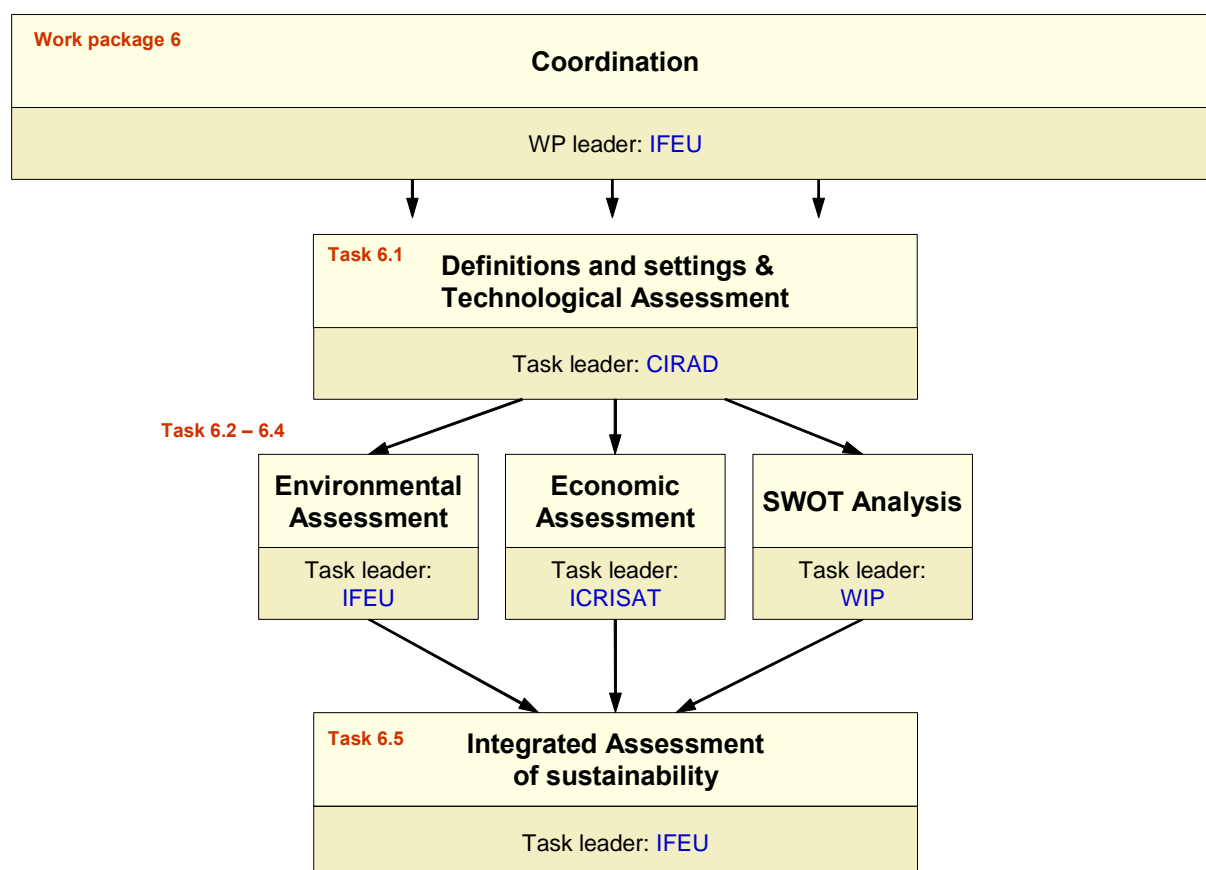 Work package 6
Coordination
WP leader: IFEU
Task 6.1
Definitions and settings &
Technological Assessment
Task leader: CIRAD
Task 6.2 – 6.4
Environmental
Assessment
Task leader:
IFEU
Economic
Assessment
Task leader:
ICRISAT
SWOT Analysis
Task leader:
WIP
Task 6.5
Integrated Assessment
of sustainability
Task leader: IFEU